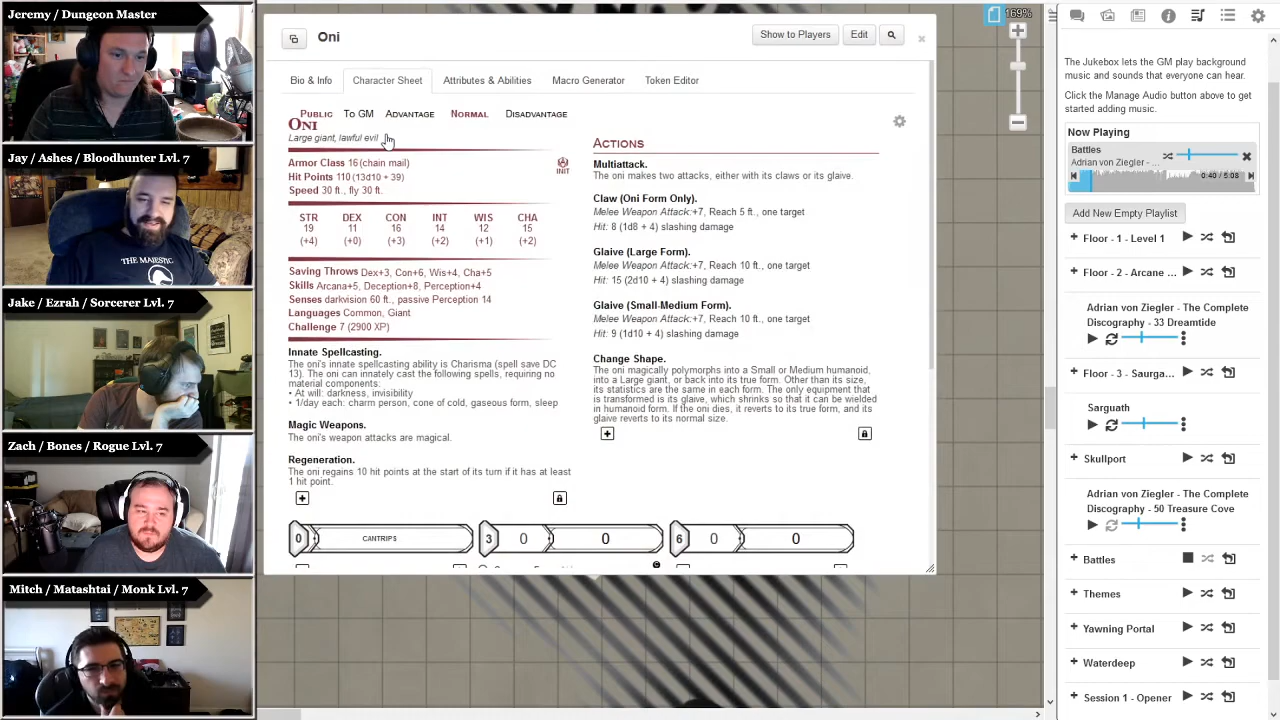 Jeremy / Dungeon Master
Jay / Ashes / Bloodhunter Lvl. 7
THE MAJESTIC
Jake / Ezrah / Sorcerer Lvl. 7
Zach / Bones / Rogue Lvl. 7
Mitch / Matashtai / Monk Lvl. 7
Oni
Show to Players
Edit
Bio & Info
Character Sheet
Attributes & Abilities
Macro Generator
Token Editor
Public To GM Advantage Normal Disadvantage
Oni
Large giant, lawful evil
Armor Class 16 (chain mail)
Hit Points 110 (13d10 + 39)
Speed 30 ft., fly 30 ft.
INIT
STR DEX CON INT WIS CHA
19 11 16 14 12 15
(+4) (+0) (+3) (+2) (+1) (+2)
Saving Throws Dex+3, Con+6, Wis+4, Cha+5
Skills Arcana+5, Deception+8, Perception+4
Senses darkvision 60 ft., passive Perception 14
Languages Common, Giant
Challenge 7 (2900 XP)
Innate Spellcasting.
The oni's innate spellcasting ability is Charisma (spell save DC
13). The oni can innately cast the following spells, requiring no
material components:
• At will: darkness, invisibility
• 1/day each: charm person, cone of cold, gaseous form, sleep
Magic Weapons.
The oni's weapon attacks are magical.
Regeneration.
The oni regains 10 hit points at the start of its turn if it has at least
1 hit point.
Actions
Multiattack.
The oni makes two attacks, either with its claws or its glaive.
Claw (Oni Form Only).
Melee Weapon Attack:+7, Reach 5 ft., one target
Hit: 8 (1d8 + 4) slashing damage
Glaive (Large Form).
Melee Weapon Attack:+7, Reach 10 ft., one target
Hit: 15 (2d10 + 4) slashing damage
Glaive (Small-Medium Form).
Melee Weapon Attack:+7, Reach 10 ft., one target
Hit: 9 (1d10 + 4) slashing damage
Change Shape.
The oni magically polymorphs into a Small or Medium humanoid,
into a Large giant, or back into its true form. Other than its size,
its statistics are the same in each form. The only equipment that
is transformed is its glaive, which shrinks so that it can be wielded
in humanoid form. If the oni dies, it reverts to its true form, and its
glaive reverts to its normal size.
0 CANTRIPS 3 0 0 6 0 0
169%
The Jukebox lets the GM play background
music and sounds that everyone can hear.
Click the Manage Audio button above to get
started adding music.
Now Playing
Battles
Adrian von Ziegler - ...
0:40 / 5:08
Add New Empty Playlist
Floor - 1 - Level 1
Floor - 2 - Arcane ...
Adrian von Ziegler - The Complete
Discography - 33 Dreamtide
Floor - 3 - Saurga...
Sarguath
Skullport
Adrian von Ziegler - The Complete
Discography - 50 Treasure Cove
Battles
Themes
Yawning Portal
Waterdeep
Session 1 - Opener